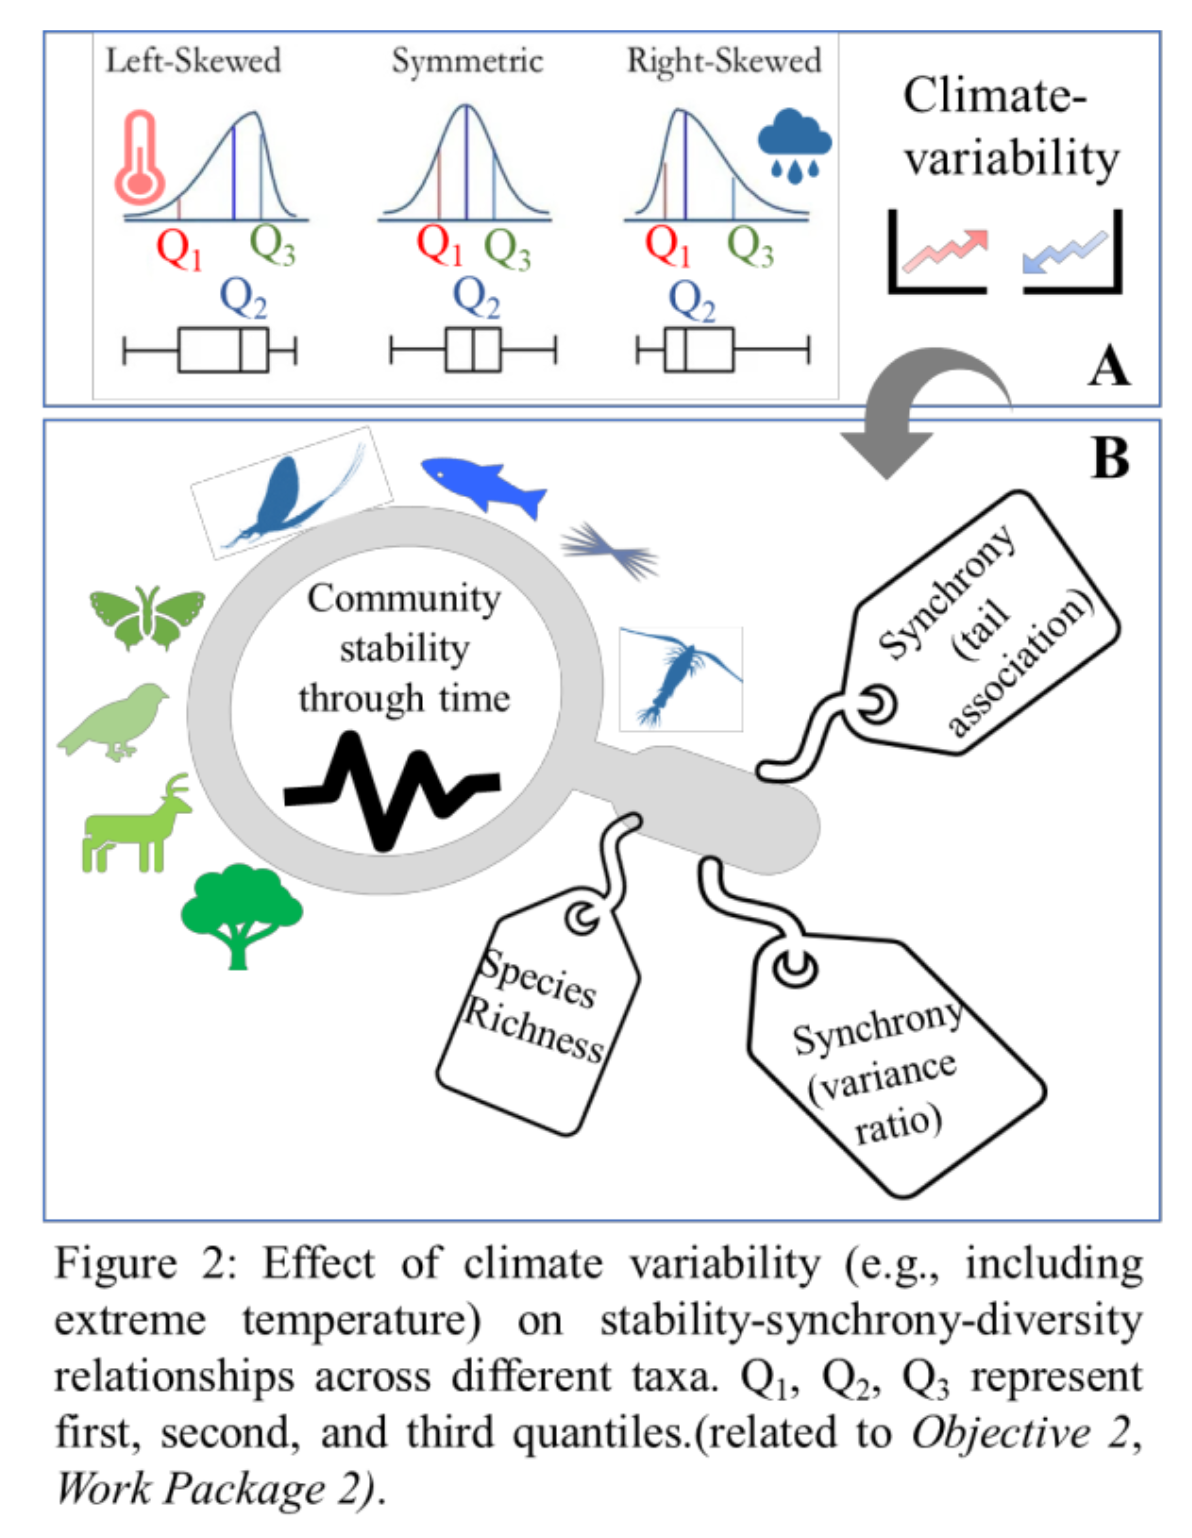 Left-Skewed
Symmetric
Right-Skewed
Climate-
variability
Q1
Q3
Q2
Q1
Q3
Q2
Q1
Q3
Q2
A
B
Community
stability
through time
Synchrony
(tail
association)
Species
Richness
Synchrony
(variance
ratio)
Figure 2: Effect of climate variability (e.g., including
extreme temperature) on stability-synchrony-diversity
relationships across different taxa. Q1, Q2, Q3 represent
first, second, and third quantiles.(related to Objective 2,
Work Package 2).